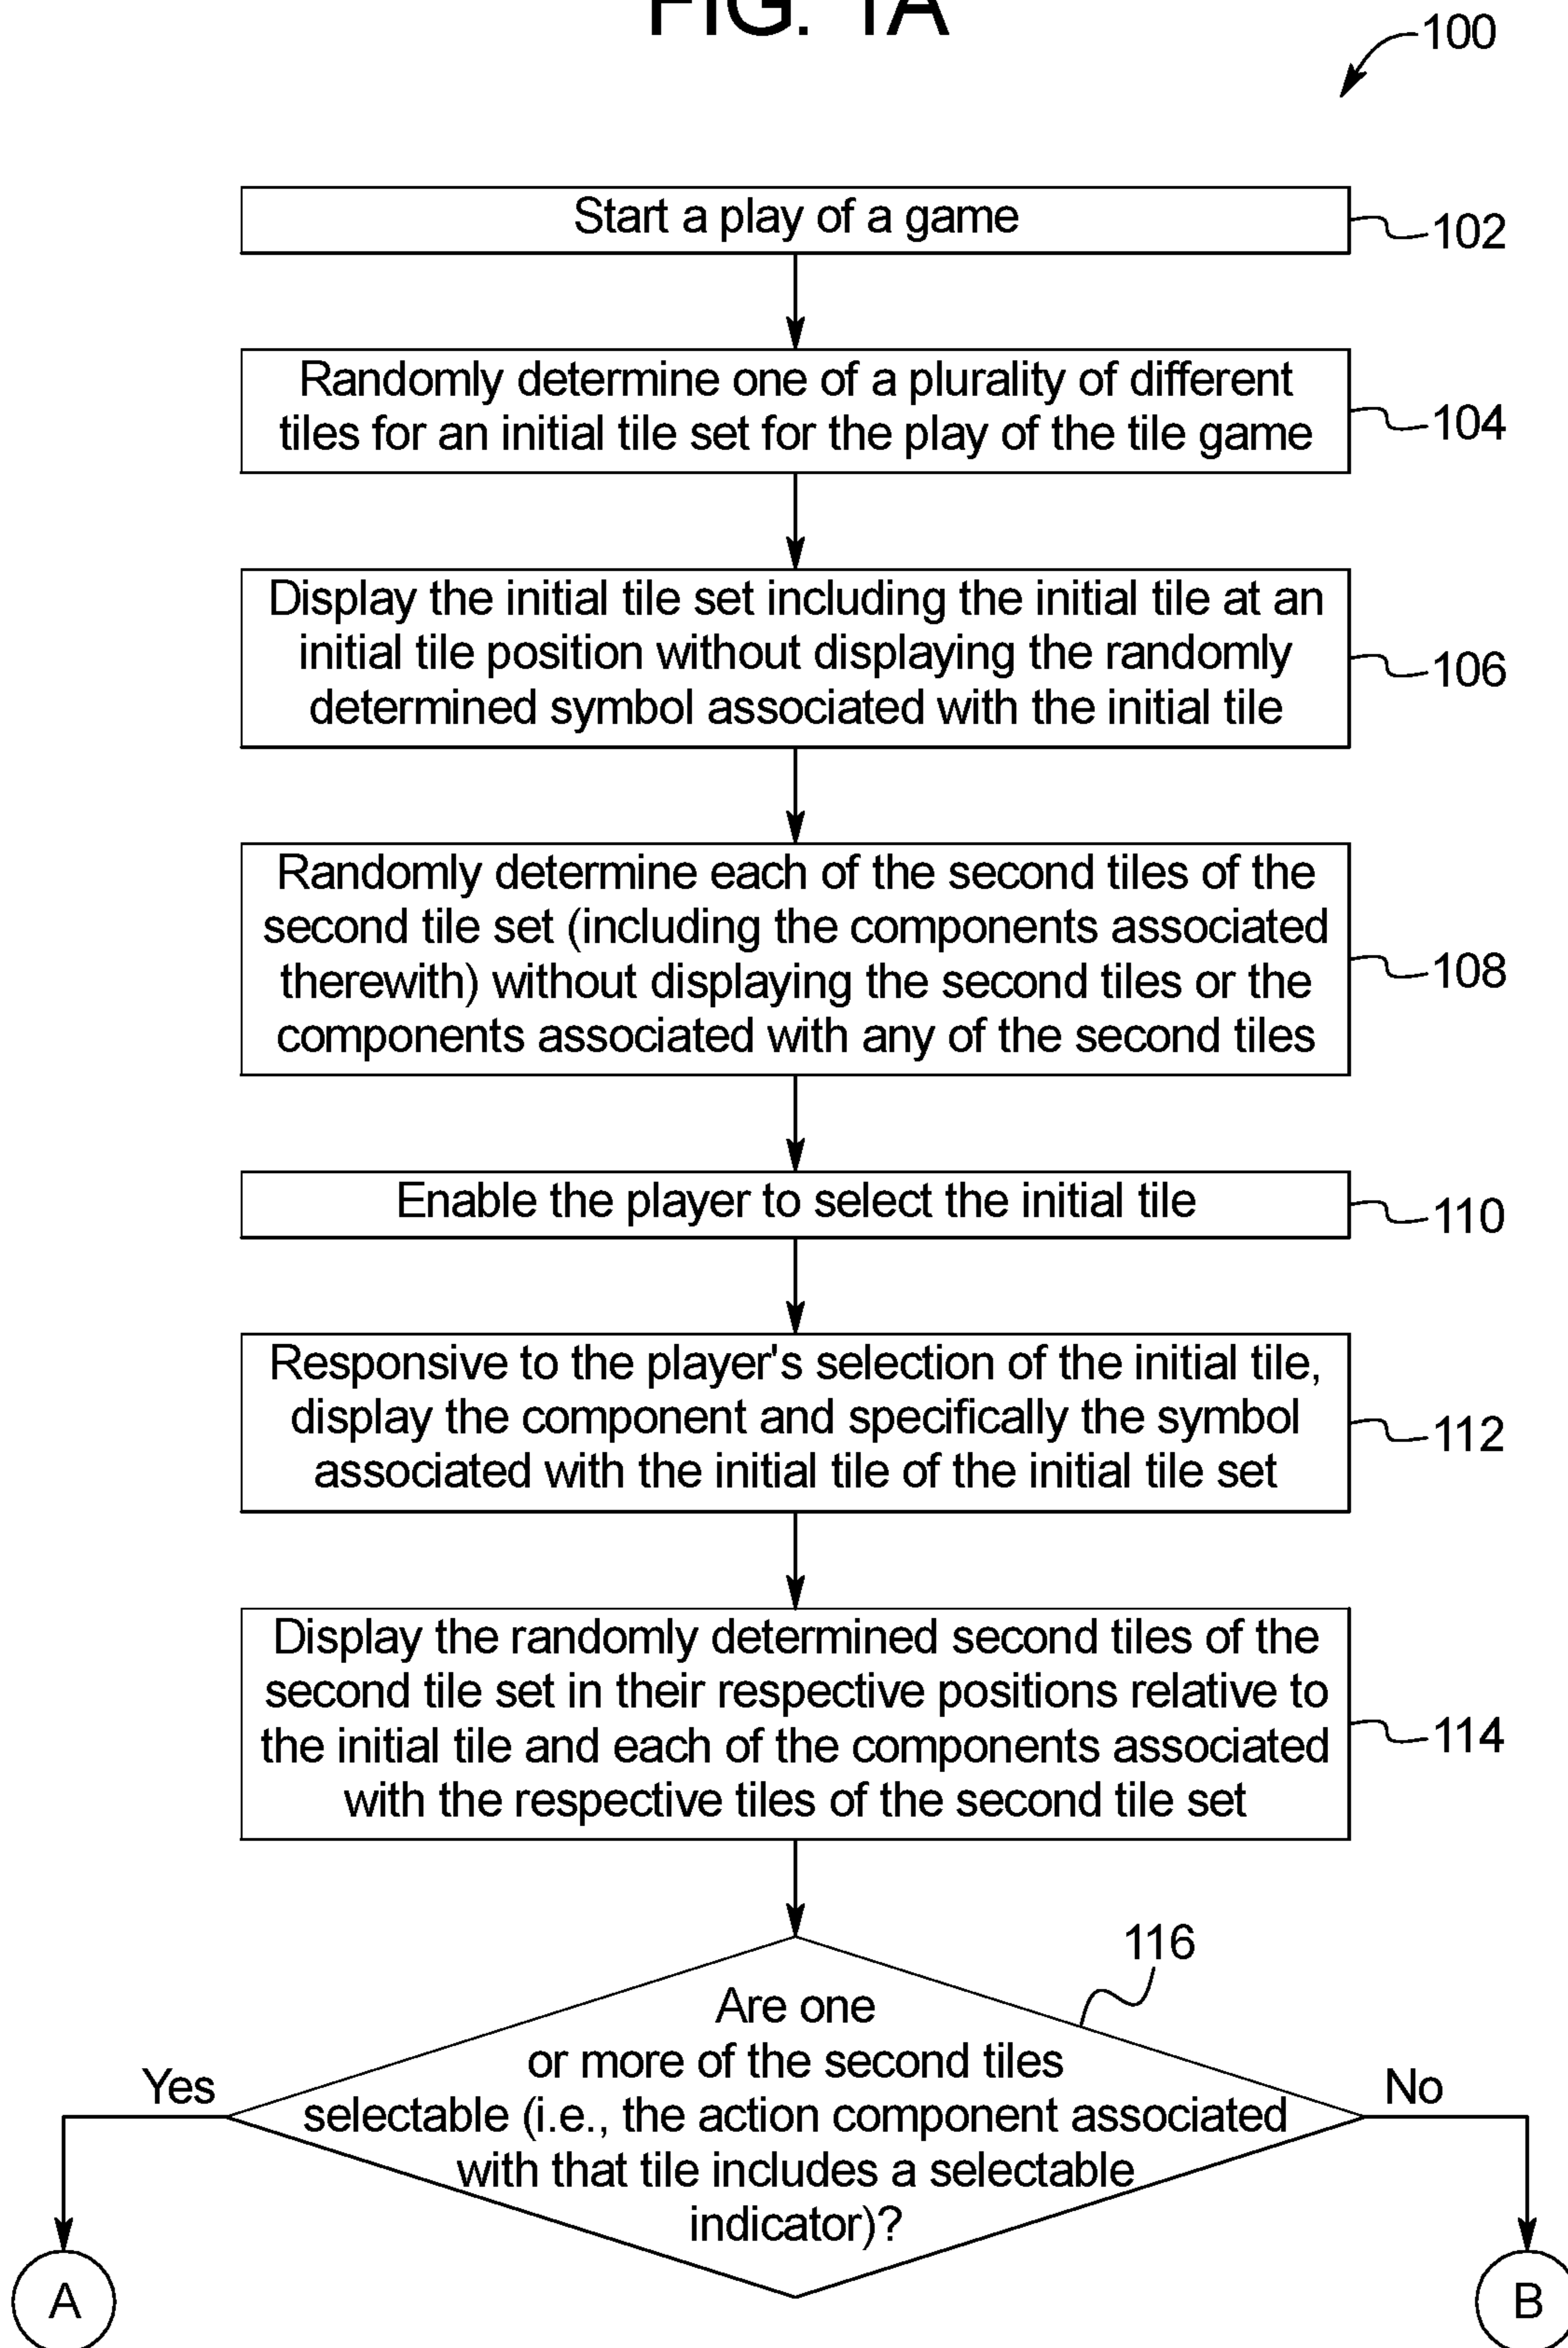 FIG. 1A
100
Start a play of a game
102
Randomly determine one of a plurality of different
tiles for an initial tile set for the play of the tile game
104
Display the initial tile set including the initial tile at an
initial tile position without displaying the randomly
determined symbol associated with the initial tile
106
Randomly determine each of the second tiles of the
second tile set (including the components associated
therewith) without displaying the second tiles or the
components associated with any of the second tiles
108
Enable the player to select the initial tile
110
Responsive to the player's selection of the initial tile,
display the component and specifically the symbol
associated with the initial tile of the initial tile set
112
Display the randomly determined second tiles of the
second tile set in their respective positions relative to
the initial tile and each of the components associated
with the respective tiles of the second tile set
114
116
Are one
or more of the second tiles
selectable (i.e., the action component associated
with that tile includes a selectable
indicator)?
Yes
No
A
B